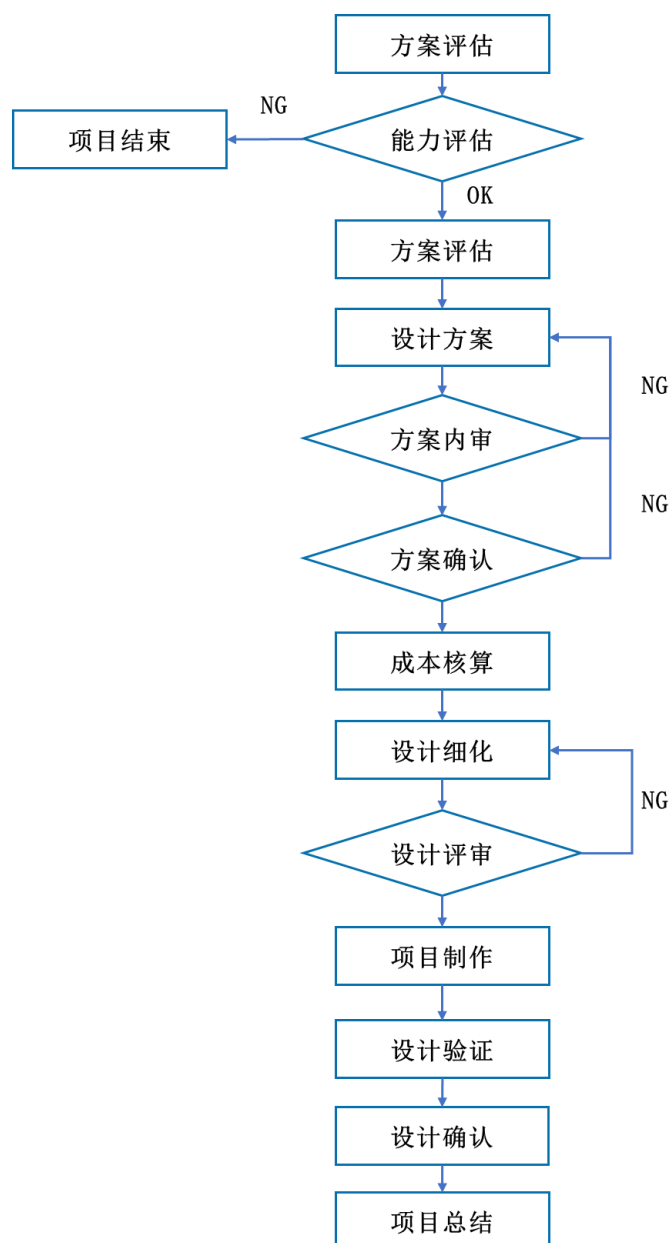 方案评估
NG
项目结束
能力评估
OK
方案评估
设计方案
NG
方案内审
NG
方案确认
成本核算
设计细化
NG
设计评审
项目制作
设计验证
设计确认
项目总结